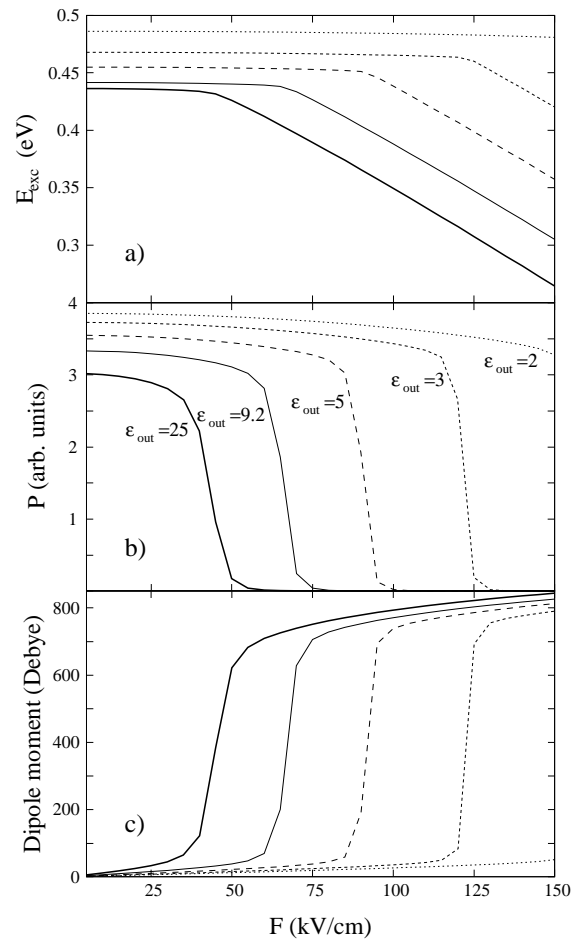 0.5
0.45
0.4
0.35
0.3
E_exc (eV)
a)
4
3
2
1
P (arb. units)
ε_out=25
ε_out=9.2
ε_out=5
ε_out=3
ε_out=2
b)
800
600
400
200
0
Dipole moment (Debye)
c)
25 50 75 100 125 150
F (kV/cm)